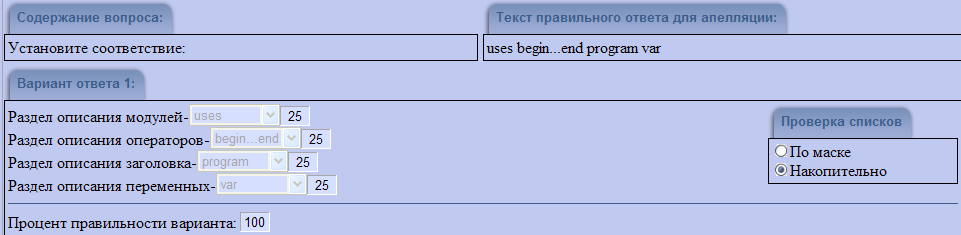 Содержание вопроса:
Текст правильного ответа для апелляции:
Установите соответствие:
uses begin...end program var
Вариант ответа 1:
Раздел описания модулей- uses 25
Раздел описания операторов- begin...end 25
Раздел описания заголовка- program 25
Раздел описания переменных- var 25
Проверка списков
По маске
Накопительно
Процент правильности варианта: 100